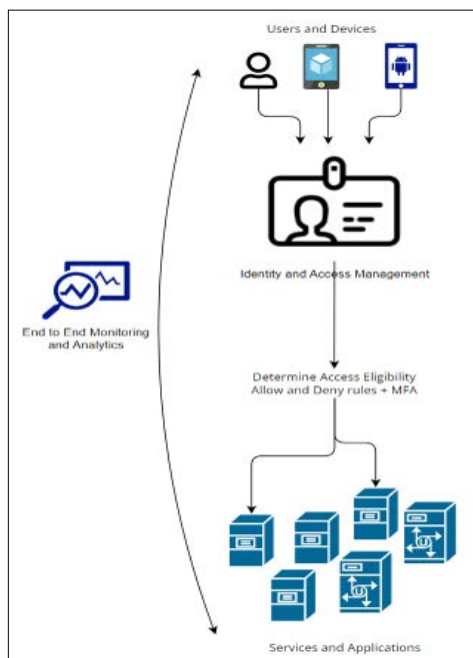 Users and Devices
Identity and Access Management
End to End Monitoring
and Analytics
Determine Access Eligibility
Allow and Deny rules + MFA
Services and Applications